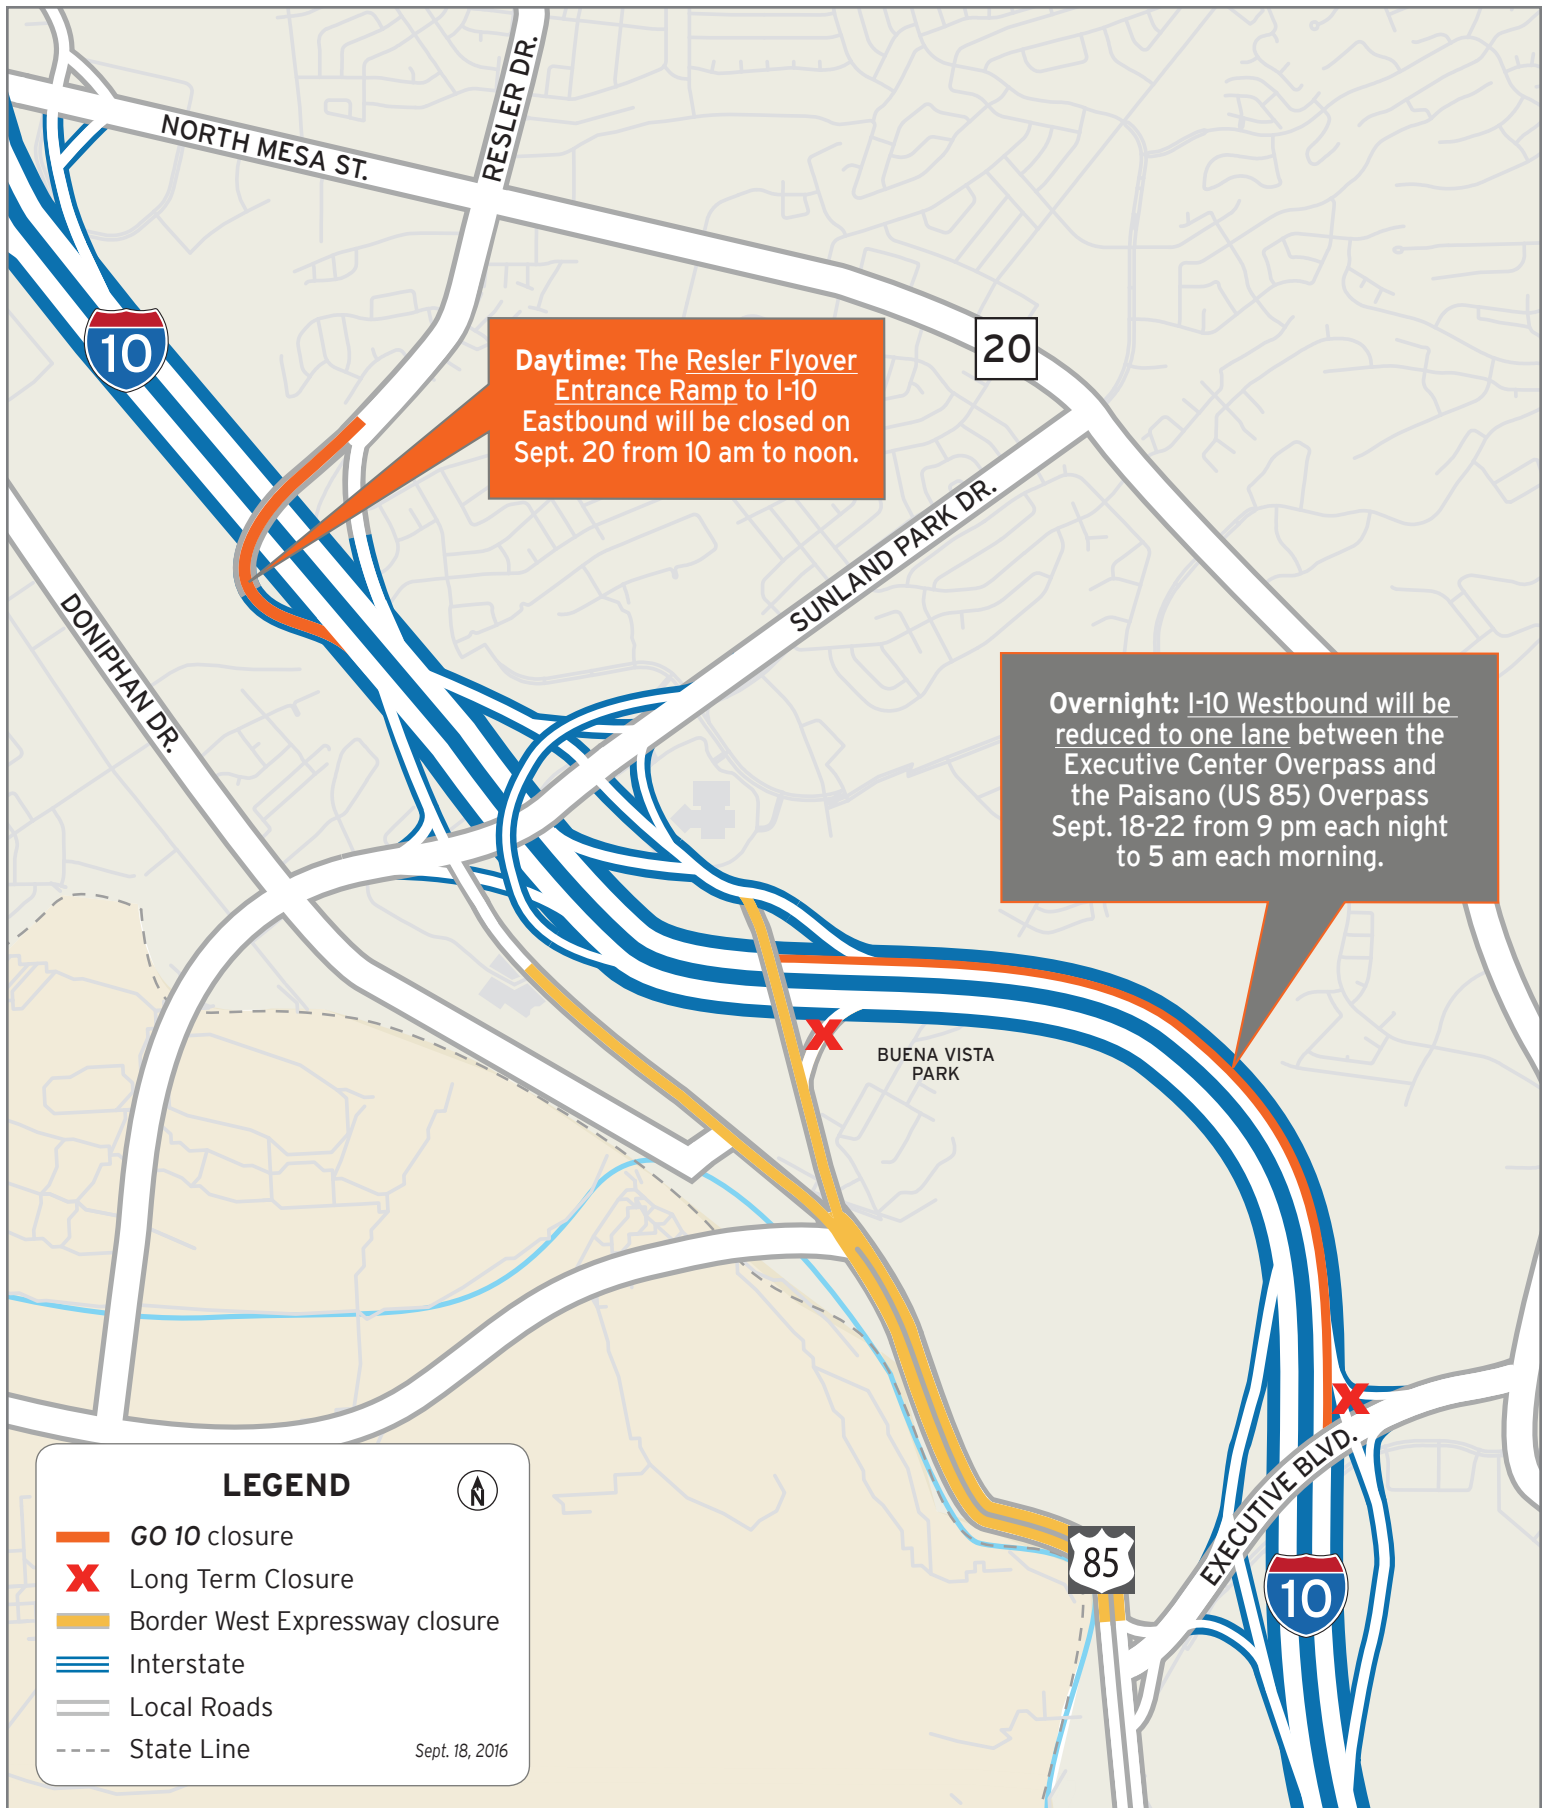 RESLER DR.
NORTH MESA ST.
10
Daytime: The Resler Flyover
Entrance Ramp to I-10
Eastbound will be closed on
Sept. 20 from 10 am to noon.
20
SUNLAND PARK DR.
DONIPHAN DR.
Overnight: I-10 Westbound will be
reduced to one lane between the
Executive Center Overpass and
the Paisano (US 85) Overpass
Sept. 18-22 from 9 pm each night
to 5 am each morning.
X
BUENA VISTA
PARK
X
EXECUTIVE BLVD.
85
10
LEGEND
N
GO 10 closure
X Long Term Closure
Border West Expressway closure
Interstate
Local Roads
State Line
Sept. 18, 2016